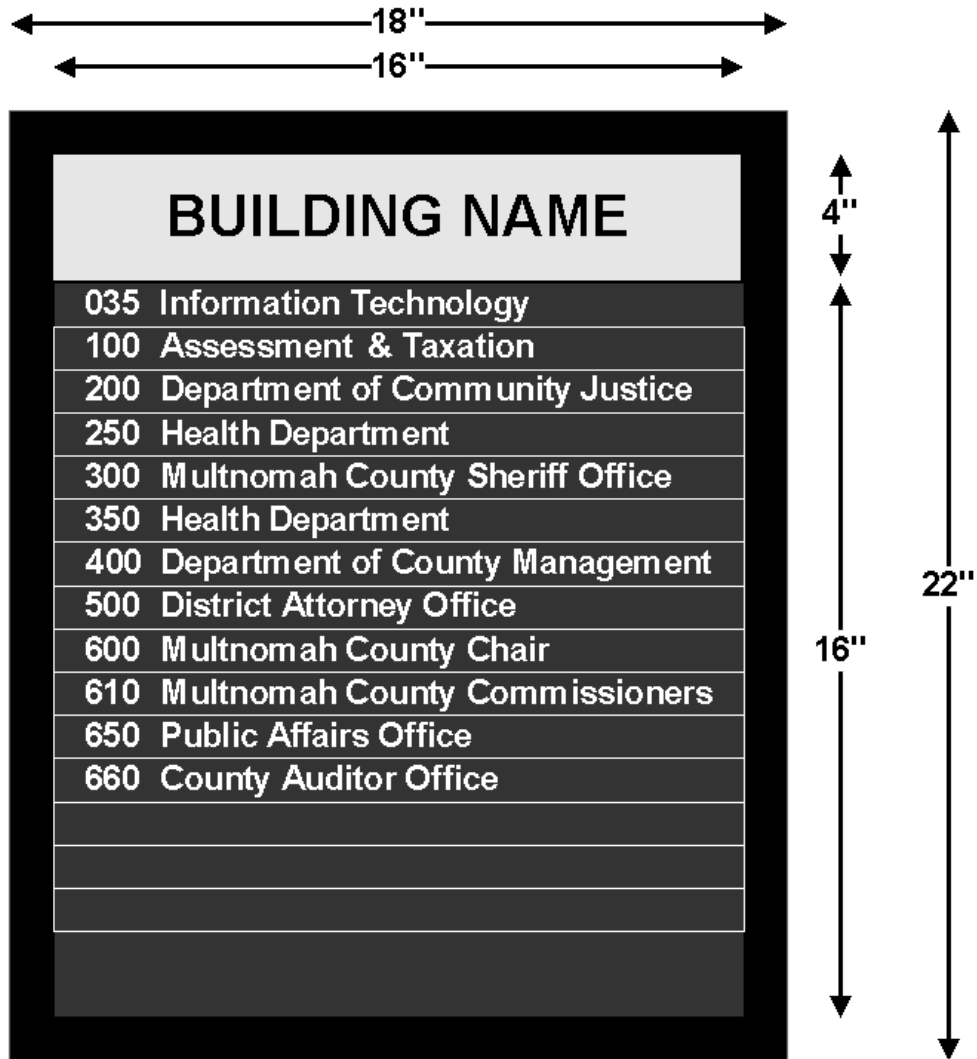 18"
16"
BUILDING NAME
4"
035 Information Technology
100 Assessment & Taxation
200 Department of Community Justice
250 Health Department
300 Multnomah County Sheriff Office
350 Health Department
400 Department of County Management
500 District Attorney Office
22"
600 Multnomah County Chair
16"
610 Multnomah County Commissioners
650 Public Affairs Office
660 County Auditor Office